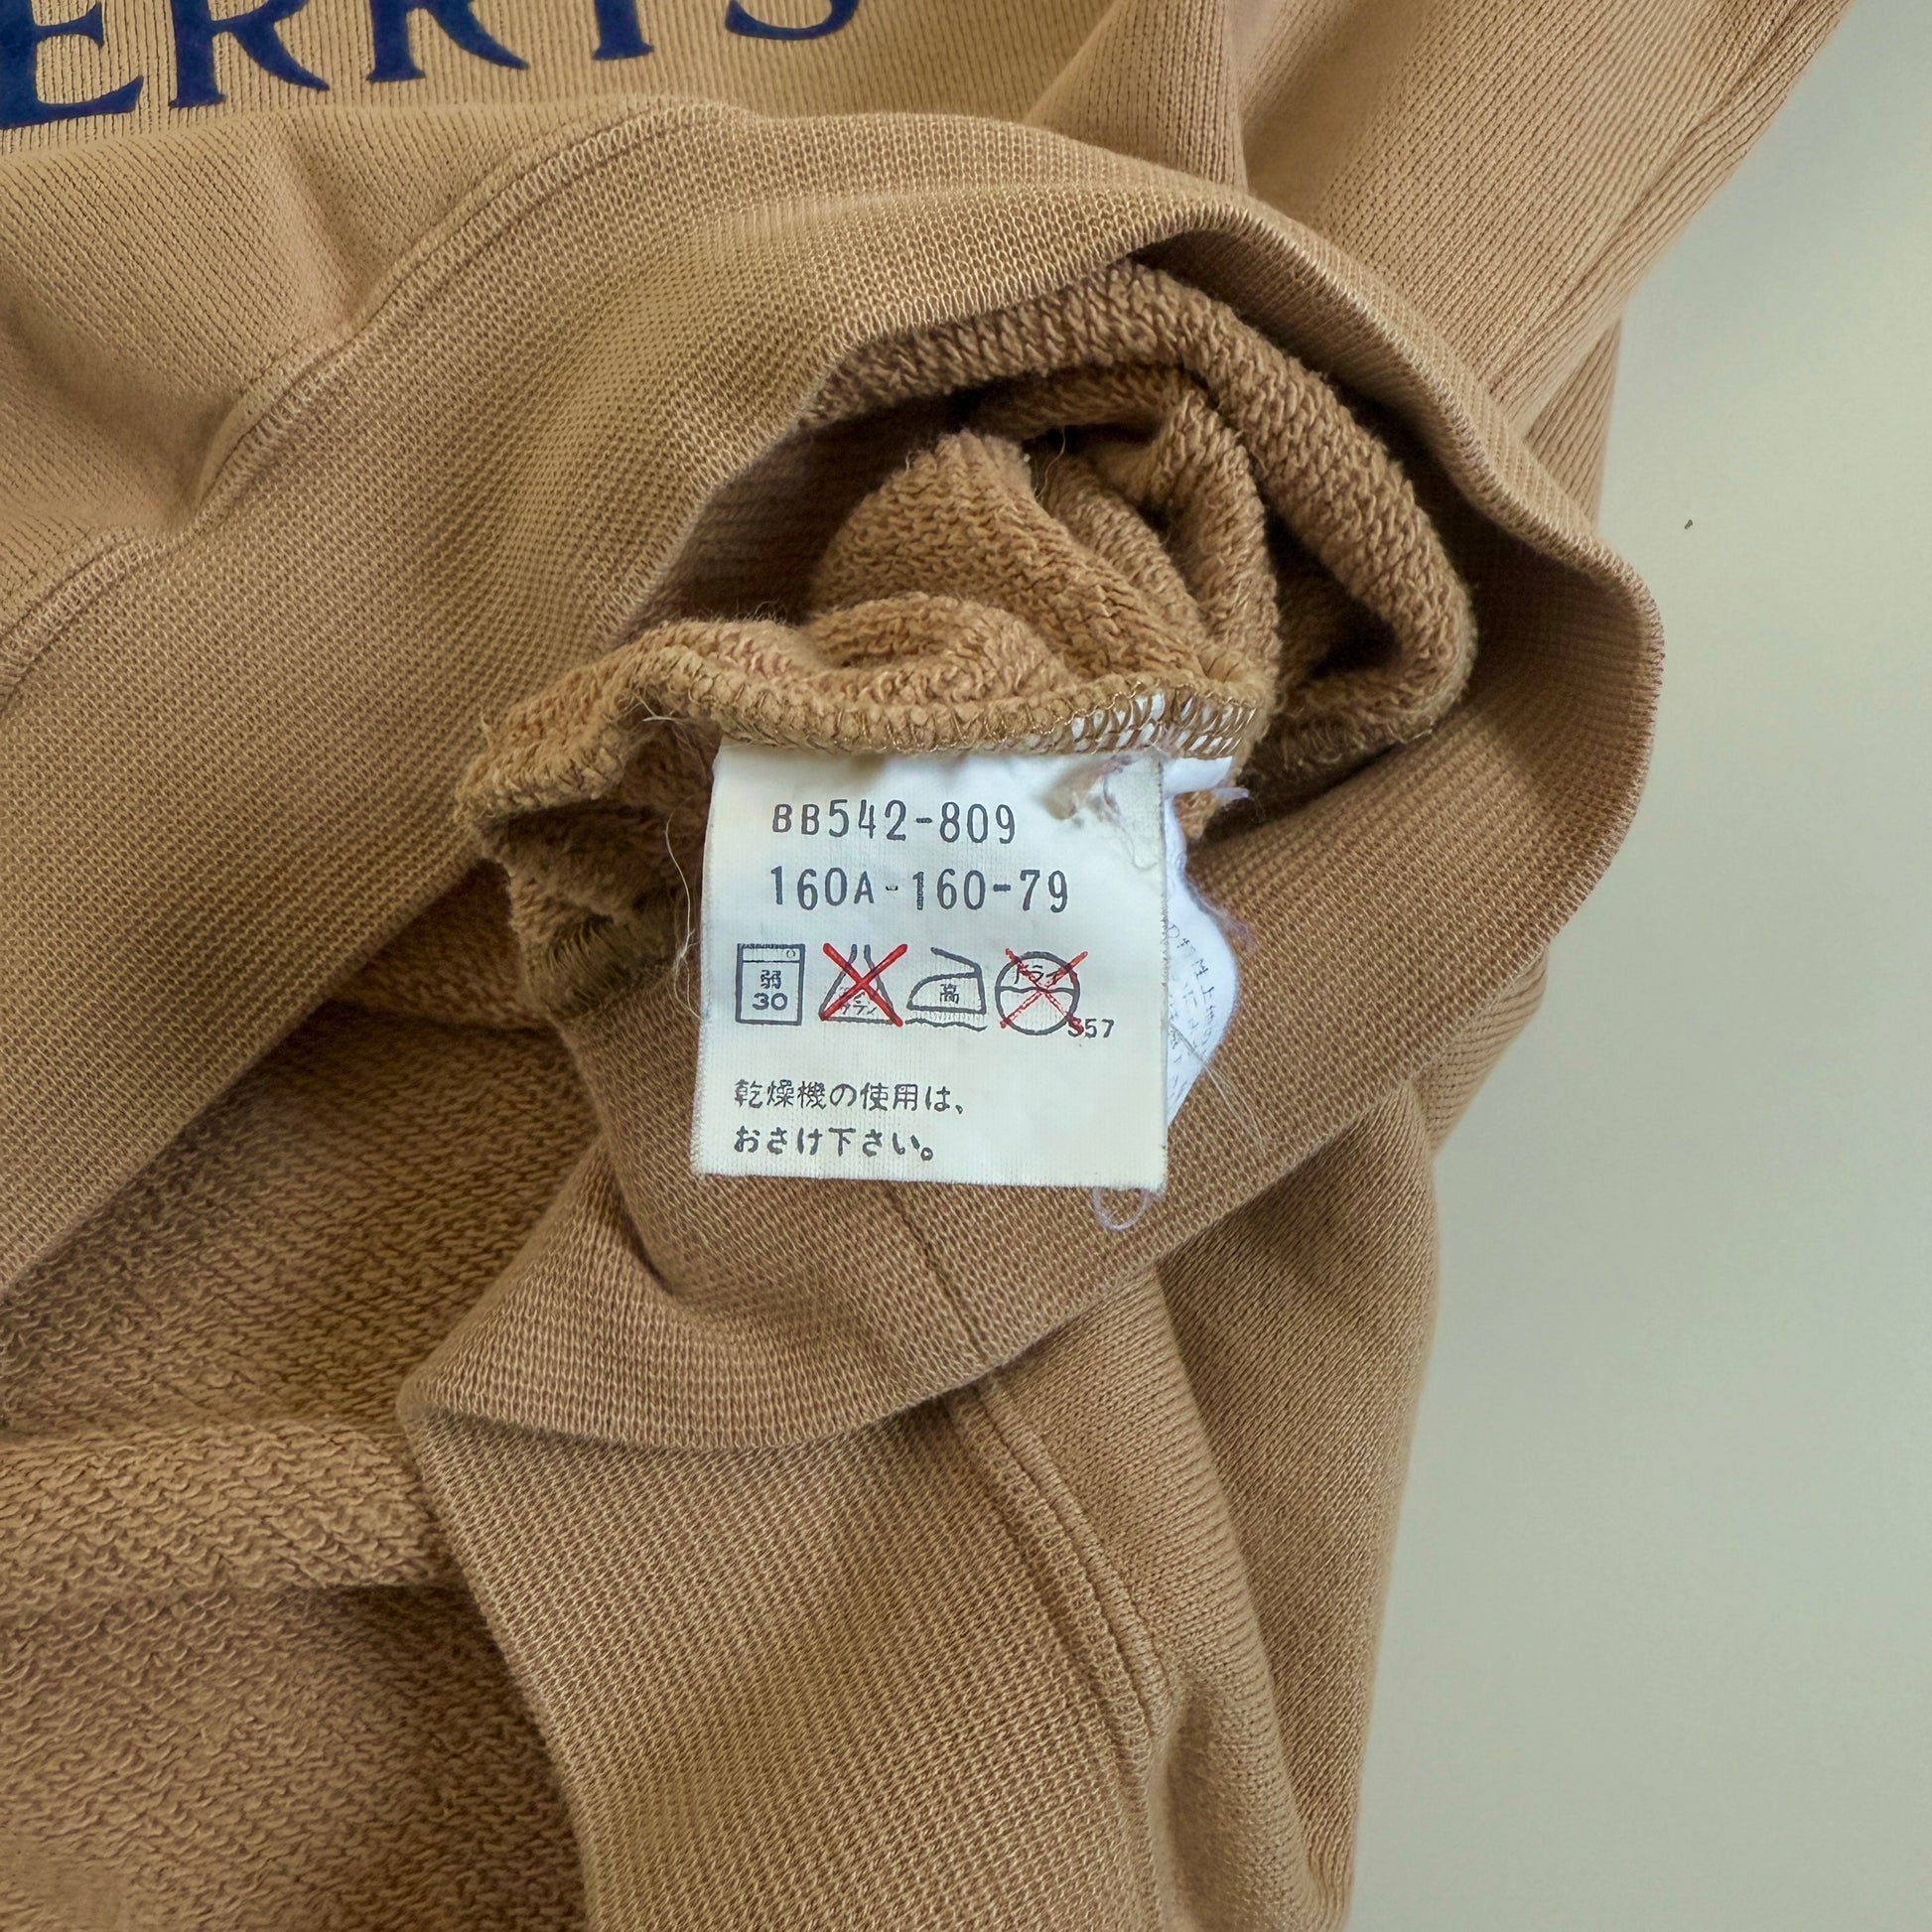 ERRYS
BB542-809
160A-160-79
弱
30
高
ドライ
S57
乾燥機の使用は、
おさけ下さい。